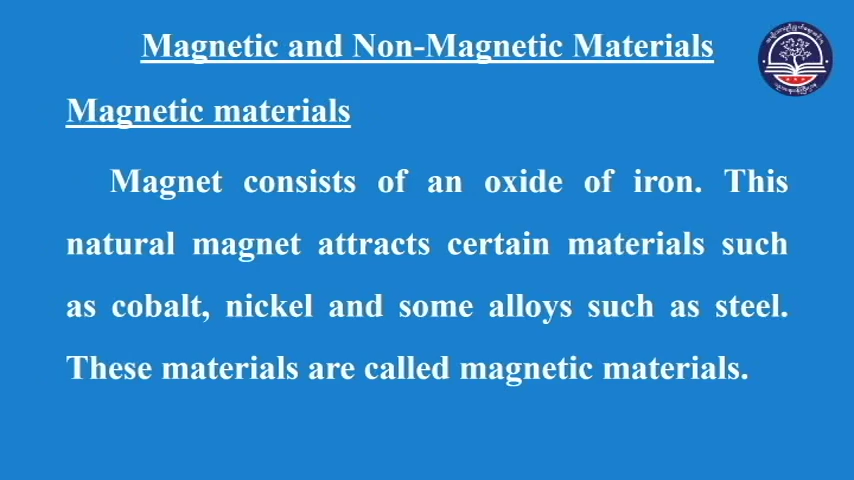 Magnetic and Non-Magnetic Materials
Magnetic materials
Magnet consists of an oxide of iron. This
natural magnet attracts certain materials such
as cobalt, nickel and some alloys such as steel.
These materials are called magnetic materials.